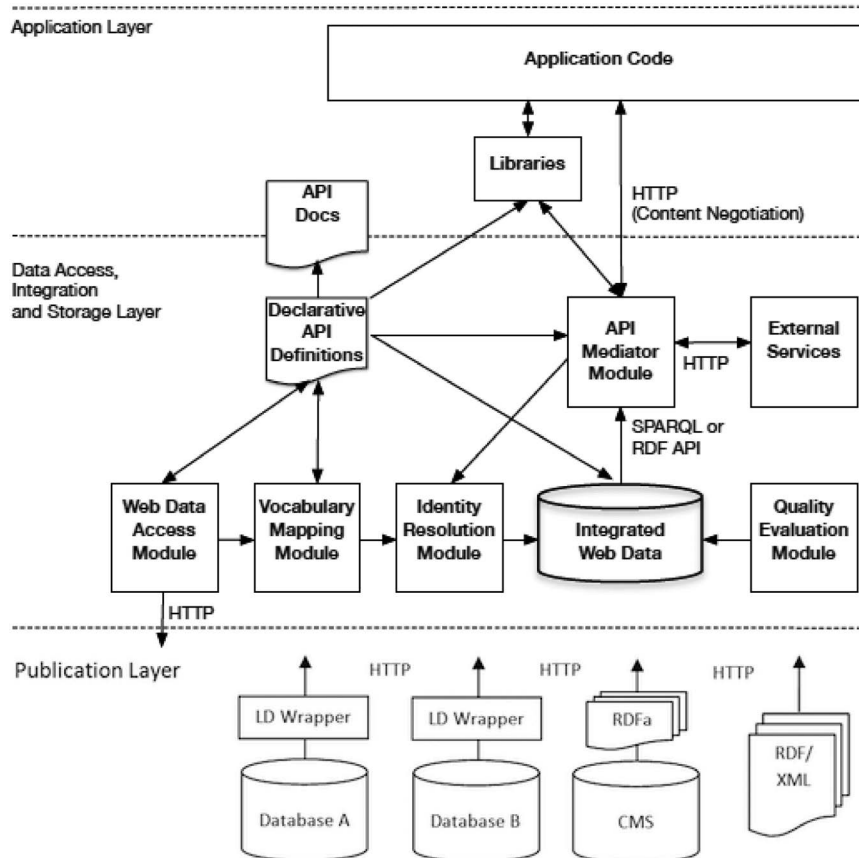 Application Layer
Application Code
Libraries
HTTP
(Content Negotiation)
API
Docs
Data Access,
Integration
and Storage Layer
Declarative
API
Definitions
API
Mediator
Module
HTTP
External
Services
SPARQL or
RDF API
Web Data
Access
Module
Vocabulary
Mapping
Module
Identity
Resolution
Module
Integrated
Web Data
Quality
Evaluation
Module
HTTP
Publication Layer
HTTP
HTTP
HTTP
LD Wrapper
LD Wrapper
RDFa
RDF/
XML
Database A
Database B
CMS